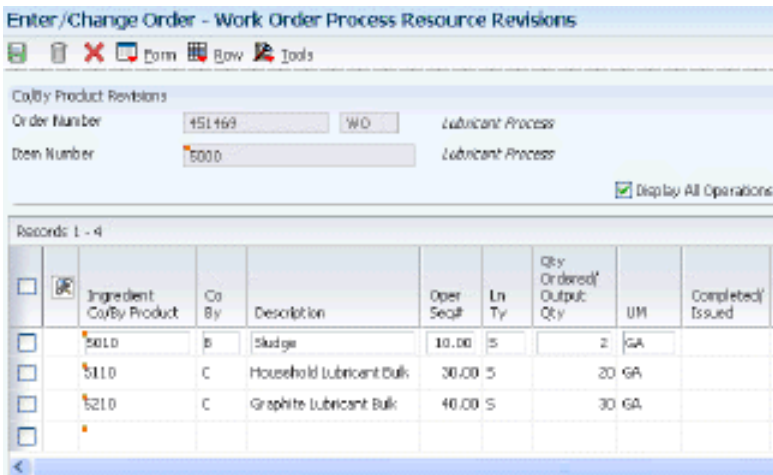 Enter/Change Order - Work Order Process Resource Revisions
Form Row Tools
Co/By Product Revisions
Order Number 451469 WO Lubricant Process
Item Number 5000 Lubricant Process
Display All Operations
Records 1 - 4
Ingredient Co/By Product Co By Description Oper Seq# Ln Ty Qty Ordered/ Output Qty UM Completed/ Issued
5010 B Sludge 10.00 S 2 GA
5110 C Household Lubricant Bulk 30.00 S 20 GA
5210 C Graphite Lubricant Bulk 40.00 S 30 GA